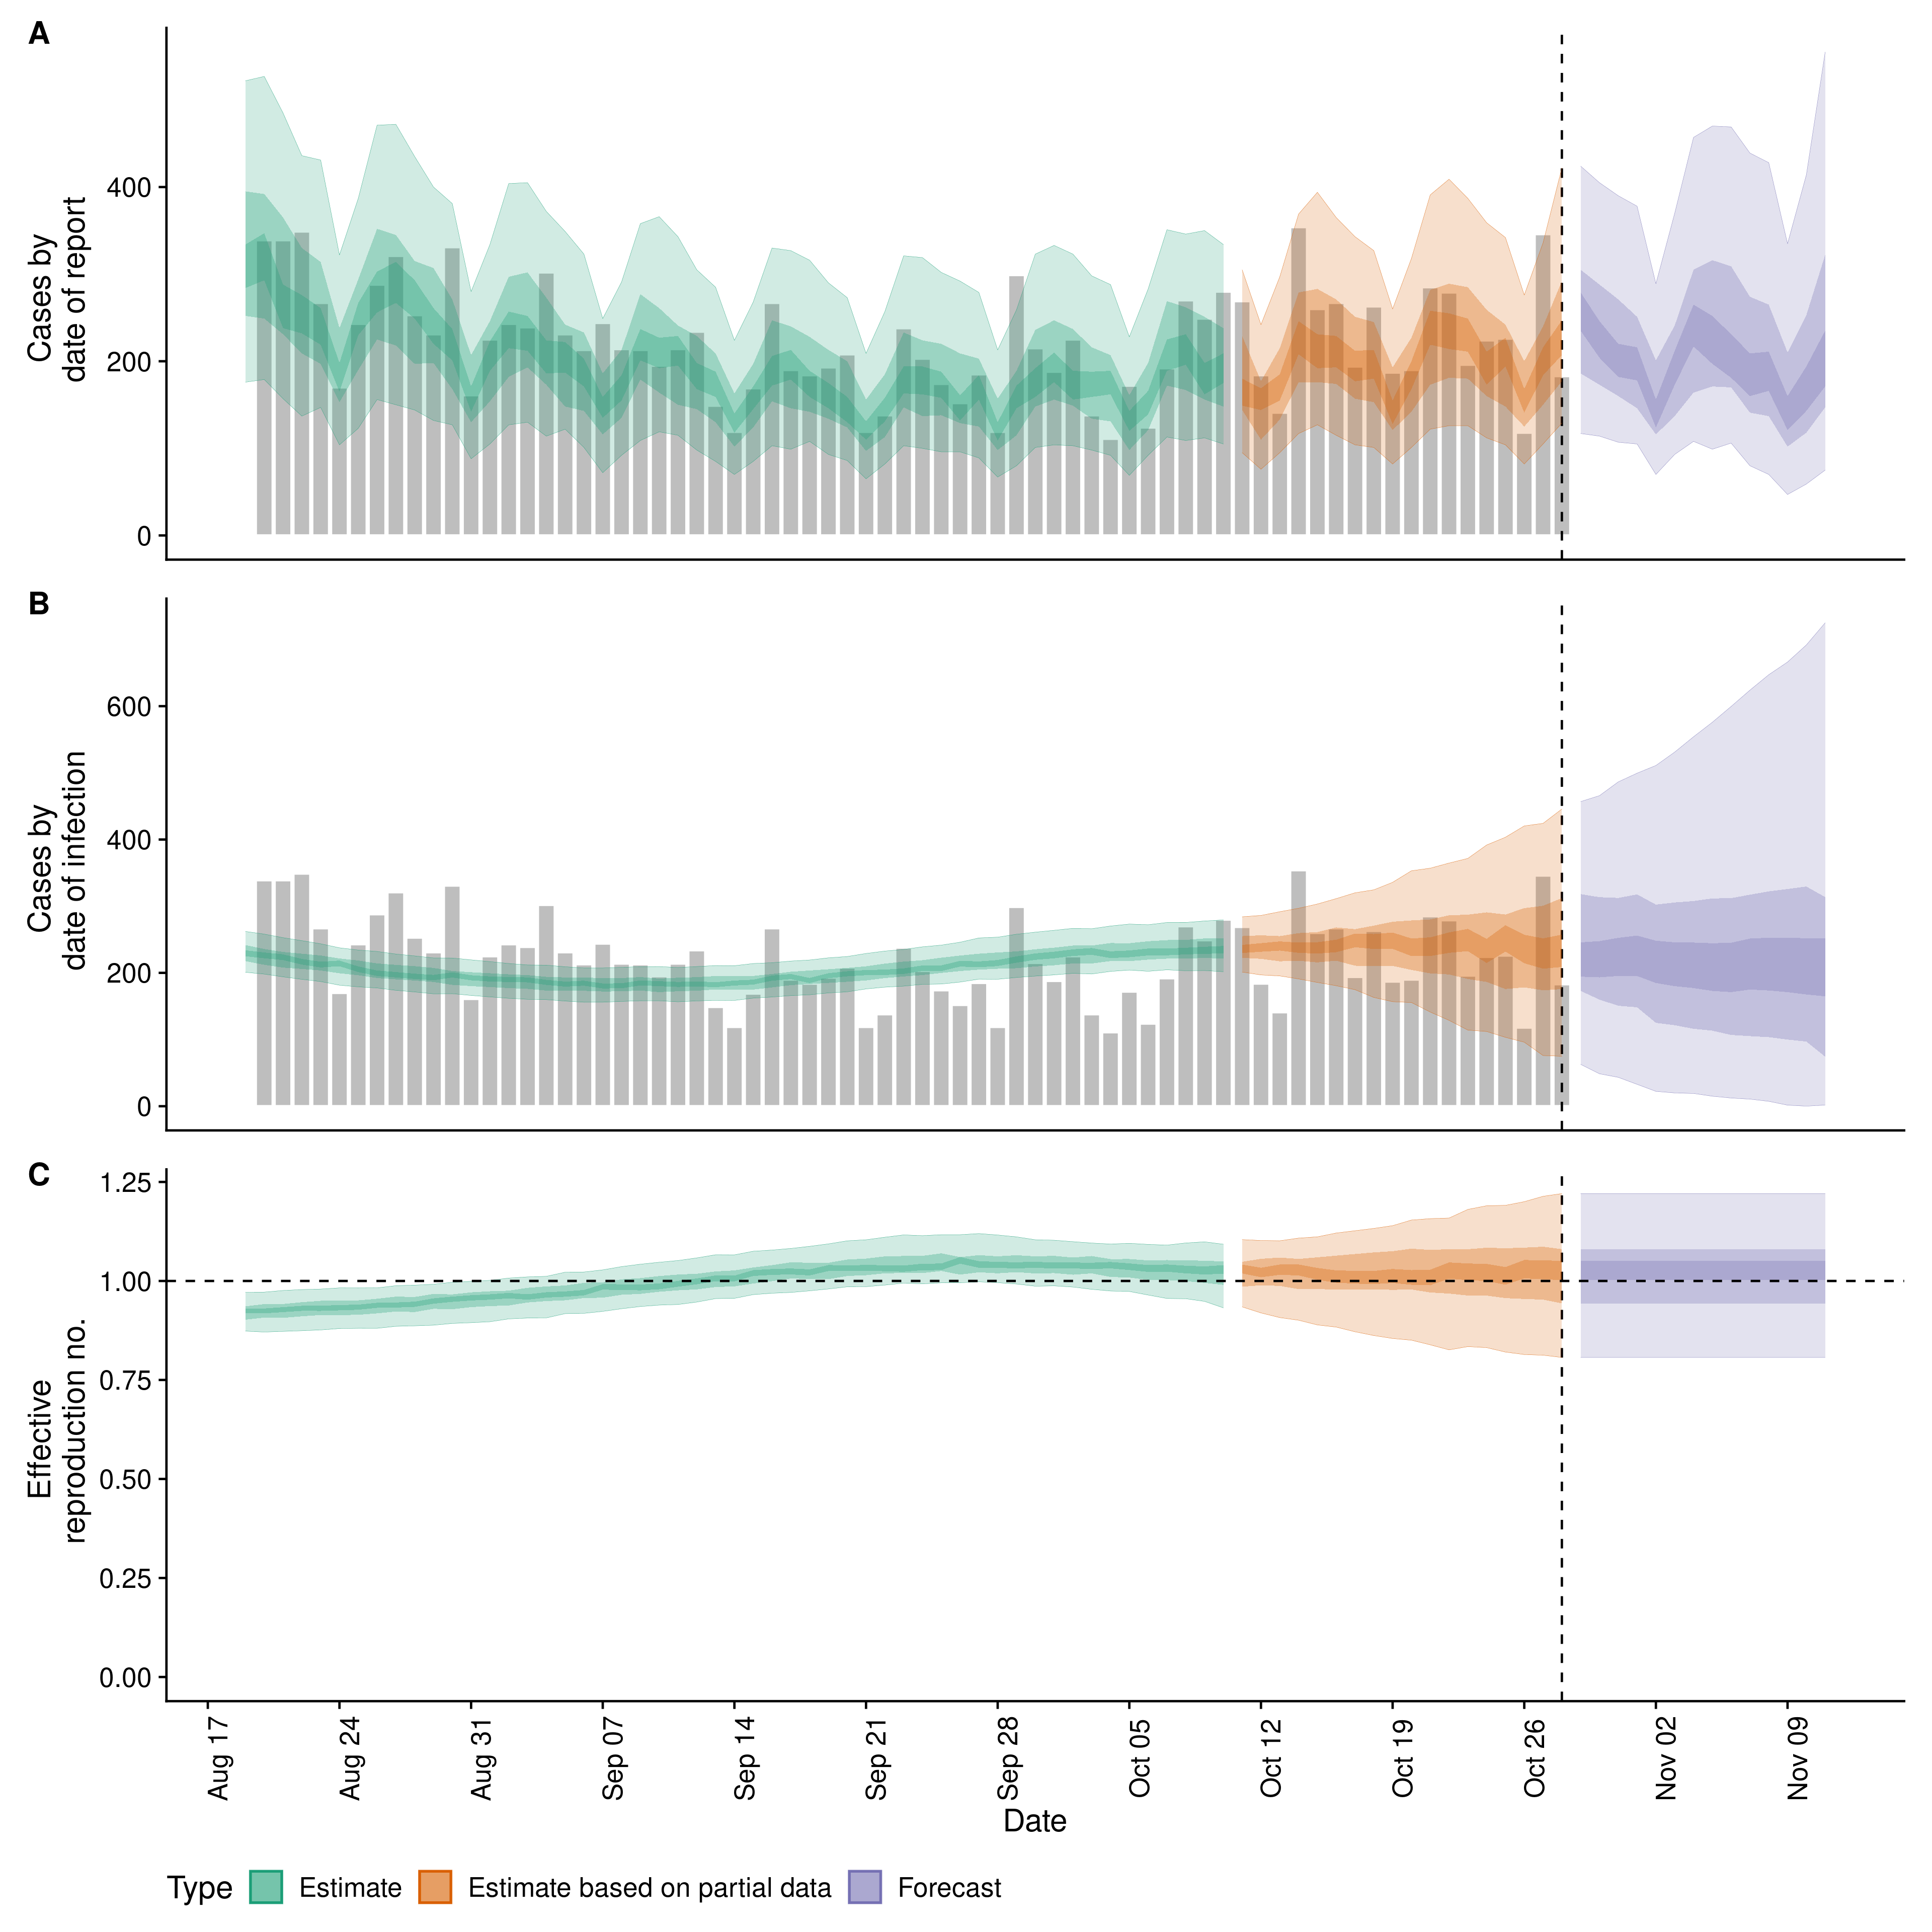 A
Cases by
date of report
400
200
0
B
Cases by
date of infection
600
400
200
0
C
Effective
reproduction no.
1.25
1.00
0.75
0.50
0.25
0.00
Aug 17
Aug 24
Aug 31
Sep 07
Sep 14
Sep 21
Sep 28
Oct 05
Oct 12
Oct 19
Oct 26
Nov 02
Nov 09
Date
Type Estimate Estimate based on partial data Forecast